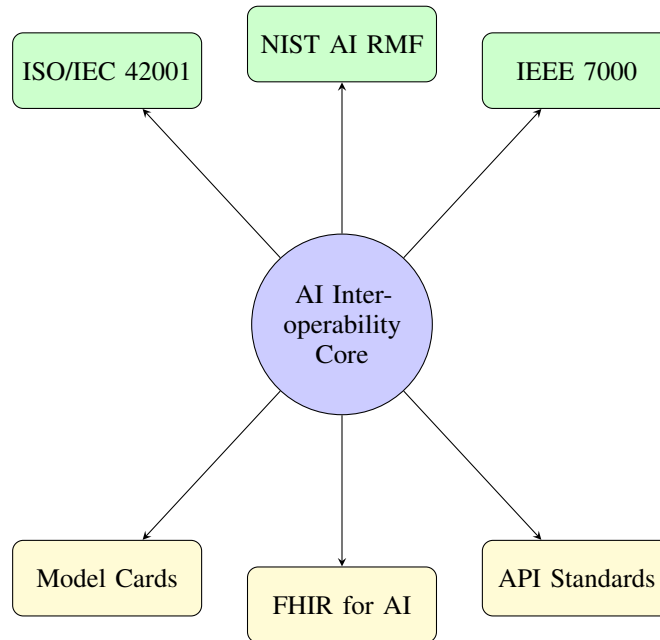 NIST AI RMF
ISO/IEC 42001
IEEE 7000
AI Inter-
operability
Core
Model Cards
FHIR for AI
API Standards